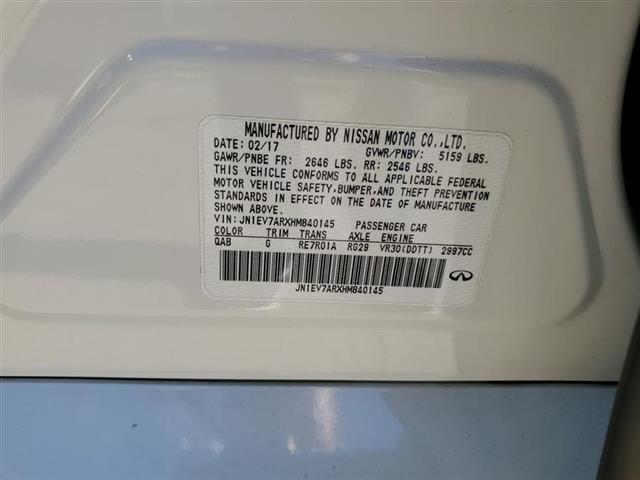 MANUFACTURED BY NISSAN MOTOR CO.,LTD.
DATE: 02/17 GVWR/PNBV: 5159 LBS.
GAWR/PNBE FR: 2646 LBS. RR: 2546 LBS.
THIS VEHICLE CONFORMS TO ALL APPLICABLE FEDERAL
MOTOR VEHICLE SAFETY,BUMPER,AND THEFT PREVENTION
STANDARDS IN EFFECT ON THE DATE OF MANUFACTURE
SHOWN ABOVE.
VIN: JN1EV7ARXHM840145 PASSENGER CAR
COLOR TRIM TRANS AXLE ENGINE
QAB G RE7R01A RG29 VR30(DDTT) 2997CC
JN1EV7ARXHM840145